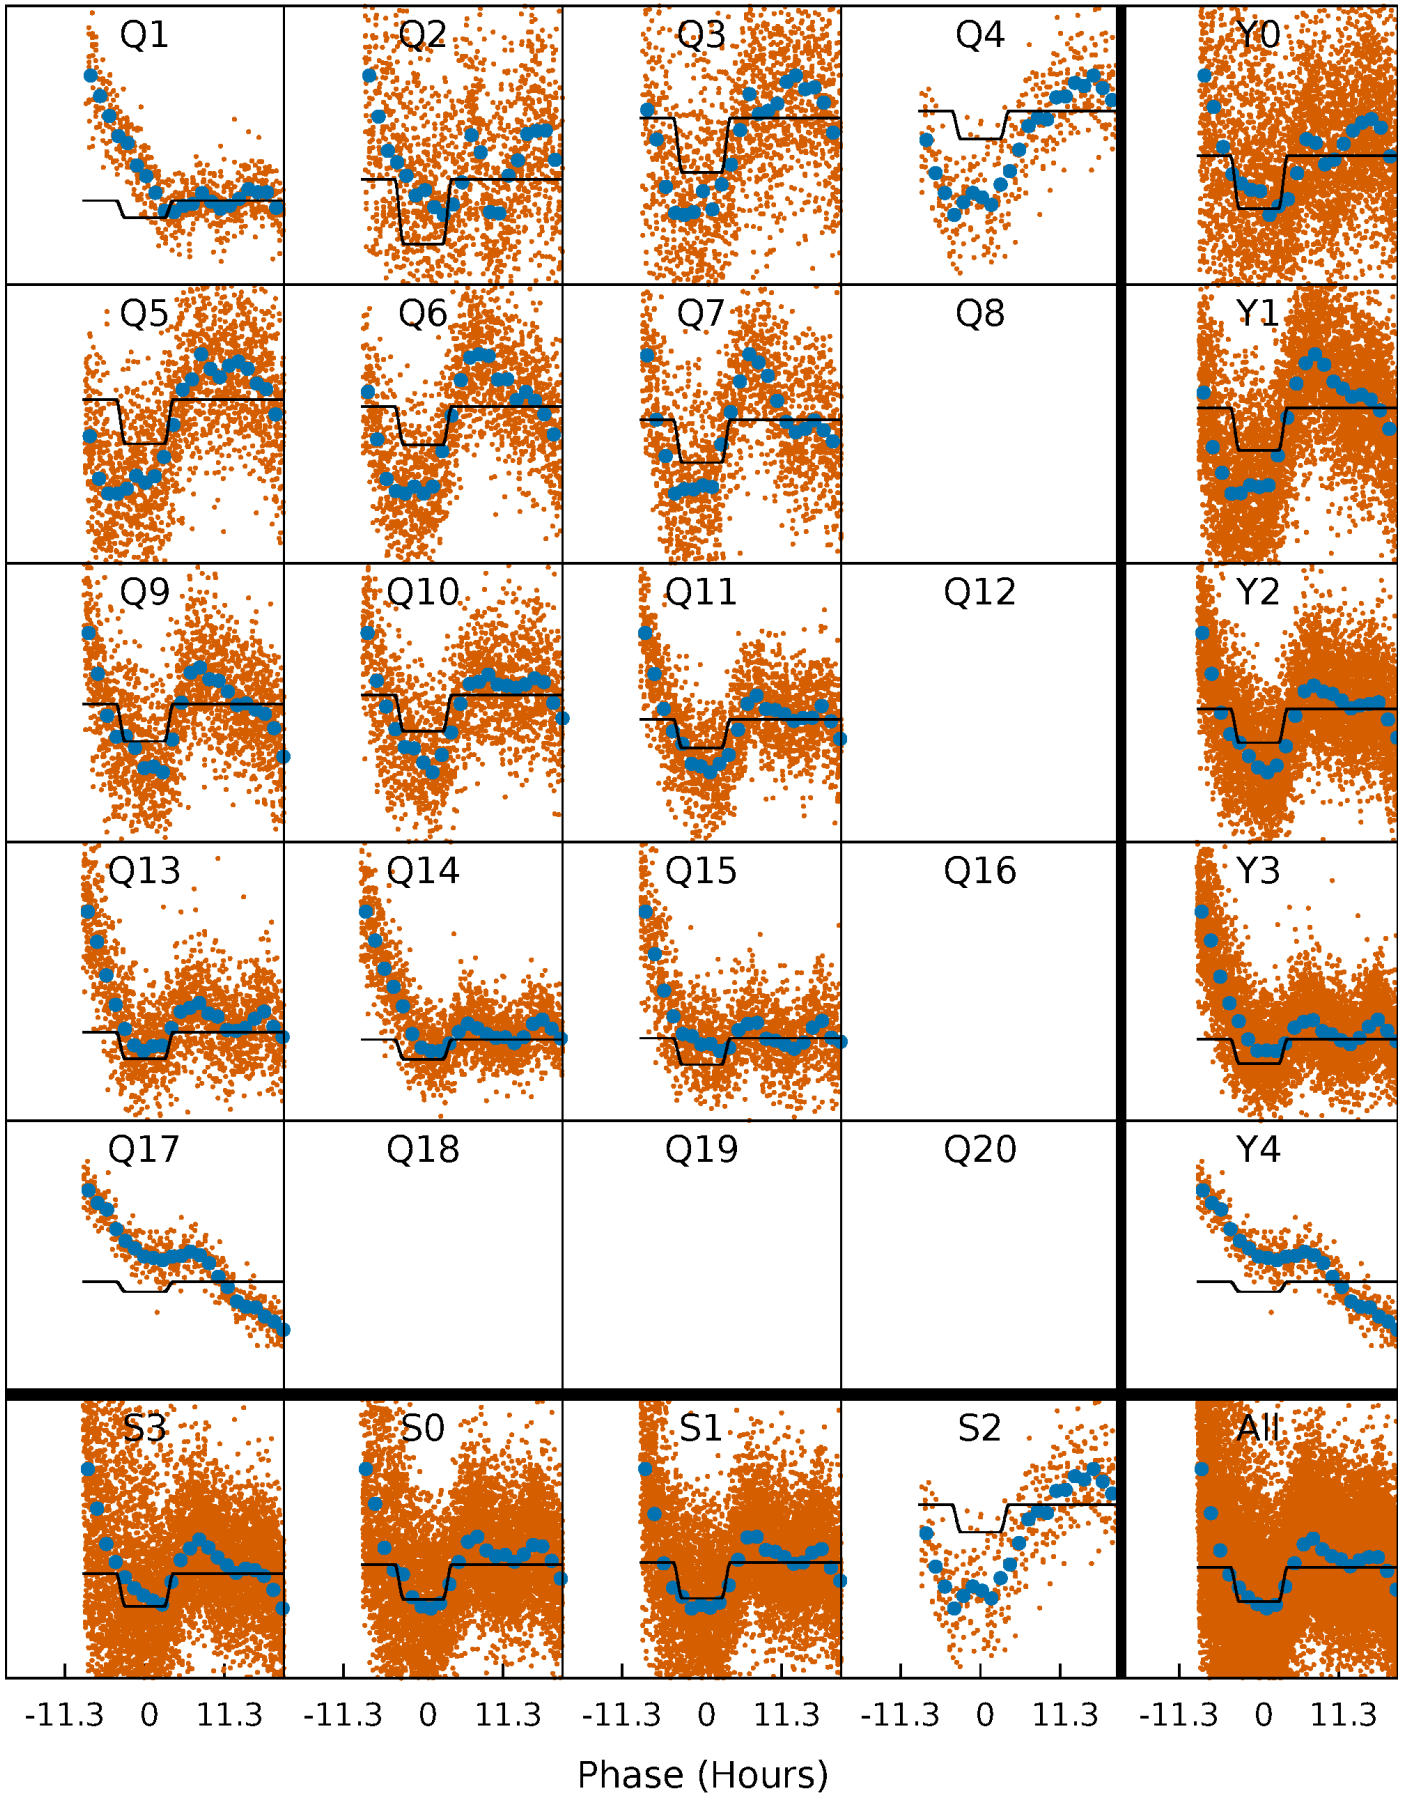 Q1 Q2 Q3 Q4 Y0
Q5 Q6 Q7 Q8 Y1
Q9 Q10 Q11 Q12 Y2
Q13 Q14 Q15 Q16 Y3
Q17 Q18 Q19 Q20 Y4
S3 S0 S1 S2 All
-11.3 0 11.3 -11.3 0 11.3 -11.3 0 11.3 -11.3 0 11.3 -11.3 0 11.3
Phase (Hours)